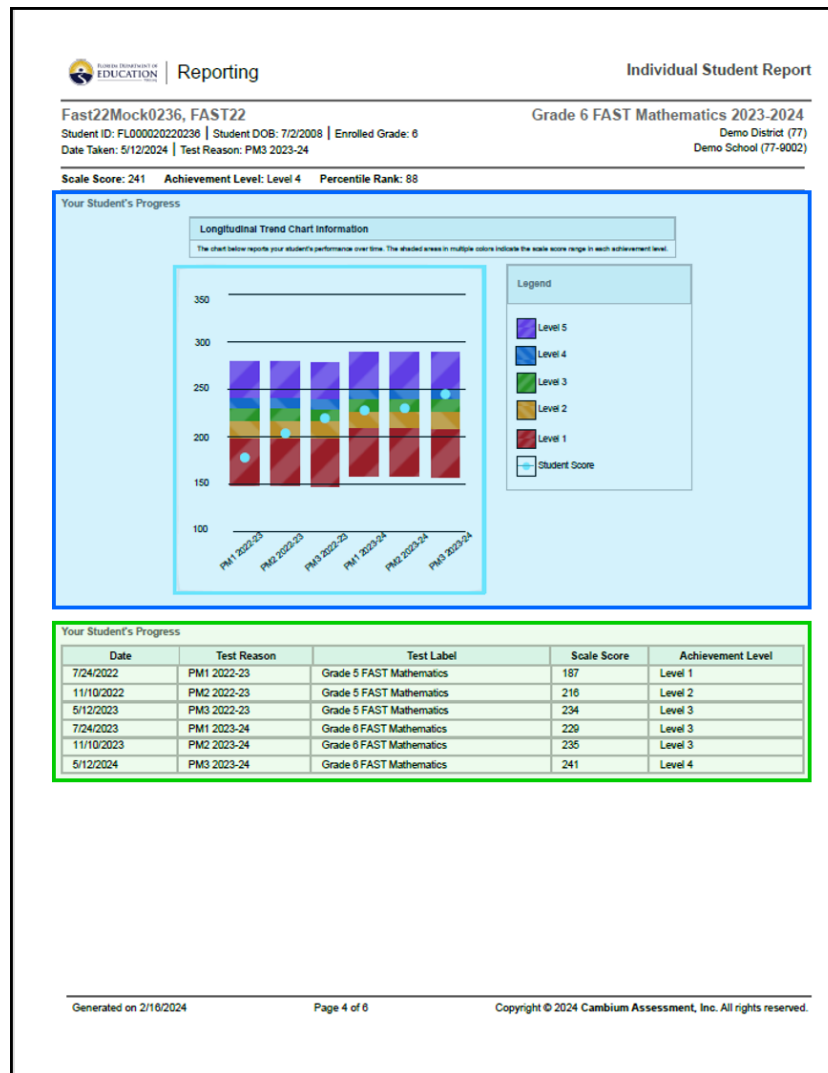 FLORIDA DEPARTMENT OF
EDUCATION
Reporting
Individual Student Report
Fast22Mock0236, FAST22
Grade 6 FAST Mathematics 2023-2024
Student ID: FL000020220236 | Student DOB: 7/2/2008 | Enrolled Grade: 6
Demo District (77)
Date Taken: 5/12/2024 | Test Reason: PM3 2023-24
Demo School (77-9002)
Scale Score: 241 Achievement Level: Level 4 Percentile Rank: 88
Your Student's Progress
Longitudinal Trend Chart Information
The chart below reports your student's performance over time. The shaded areas in multiple colors indicate the scale score range in each achievement level.
350
300
250
200
150
100
PM1 2022-23
PM2 2022-23
PM3 2022-23
PM1 2023-24
PM2 2023-24
PM3 2023-24
Legend
Level 5
Level 4
Level 3
Level 2
Level 1
Student Score
Your Student's Progress
Date Test Reason Test Label Scale Score Achievement Level
7/24/2022 PM1 2022-23 Grade 5 FAST Mathematics 187 Level 1
11/10/2022 PM2 2022-23 Grade 5 FAST Mathematics 216 Level 2
5/12/2023 PM3 2022-23 Grade 5 FAST Mathematics 234 Level 3
7/24/2023 PM1 2023-24 Grade 6 FAST Mathematics 229 Level 3
11/10/2023 PM2 2023-24 Grade 6 FAST Mathematics 235 Level 3
5/12/2024 PM3 2023-24 Grade 6 FAST Mathematics 241 Level 4
Generated on 2/16/2024
Page 4 of 6
Copyright © 2024 Cambium Assessment, Inc. All rights reserved.